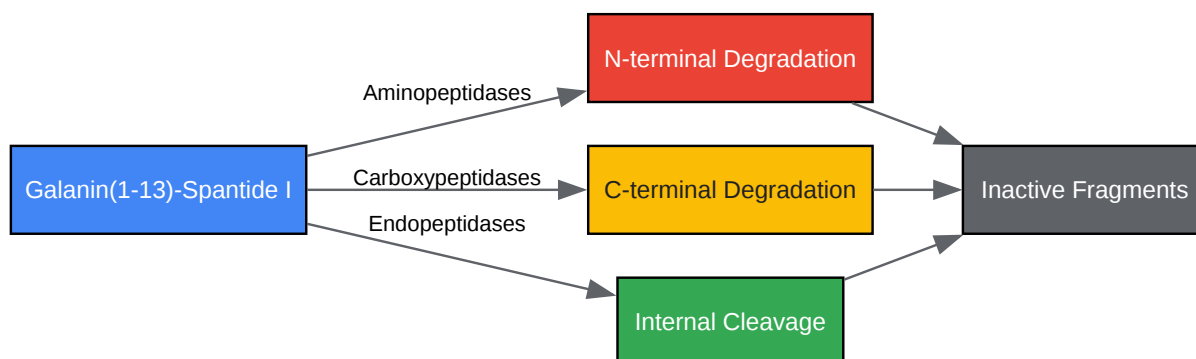 N-terminal Degradation
Aminopeptidases
Galanin(1-13)-Spantide I
Carboxypeptidases
C-terminal Degradation
Inactive Fragments
Endopeptidases
Internal Cleavage